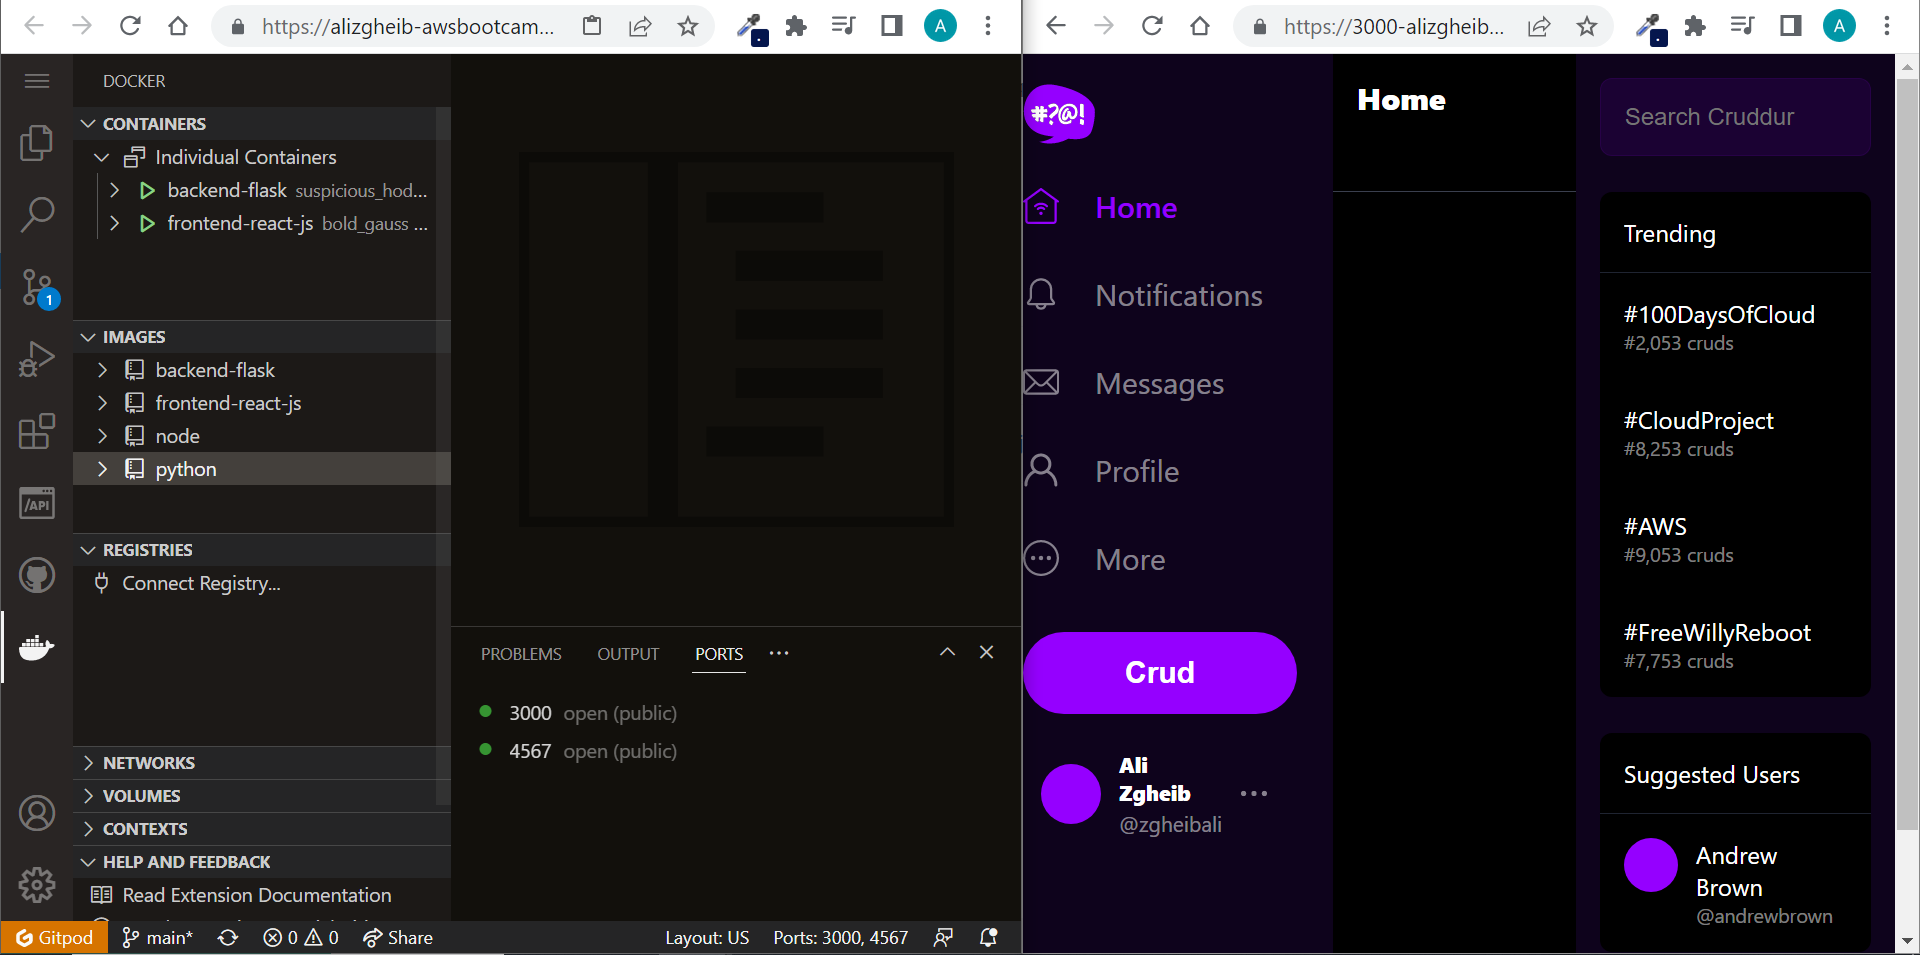 https://alizgheib-awsbootcam...
A
DOCKER
CONTAINERS
Individual Containers
backend-flask suspicious_hod...
frontend-react-js bold_gauss ...
1
IMAGES
backend-flask
frontend-react-js
node
python
/API
REGISTRIES
Connect Registry...
NETWORKS
VOLUMES
CONTEXTS
HELP AND FEEDBACK
Read Extension Documentation
PROBLEMS OUTPUT PORTS ...
3000 open (public)
4567 open (public)
Gitpod main* 0 0 Share Layout: US Ports: 3000, 4567
https://3000-alizgheib...
A
#?@!
Home
Notifications
Messages
Profile
More
Crud
Ali
Zgheib
@zgheibali
Home
Search Cruddur
Trending
#100DaysOfCloud
#2,053 cruds
#CloudProject
#8,253 cruds
#AWS
#9,053 cruds
#FreeWillyReboot
#7,753 cruds
Suggested Users
Andrew
Brown
@andrewbrown